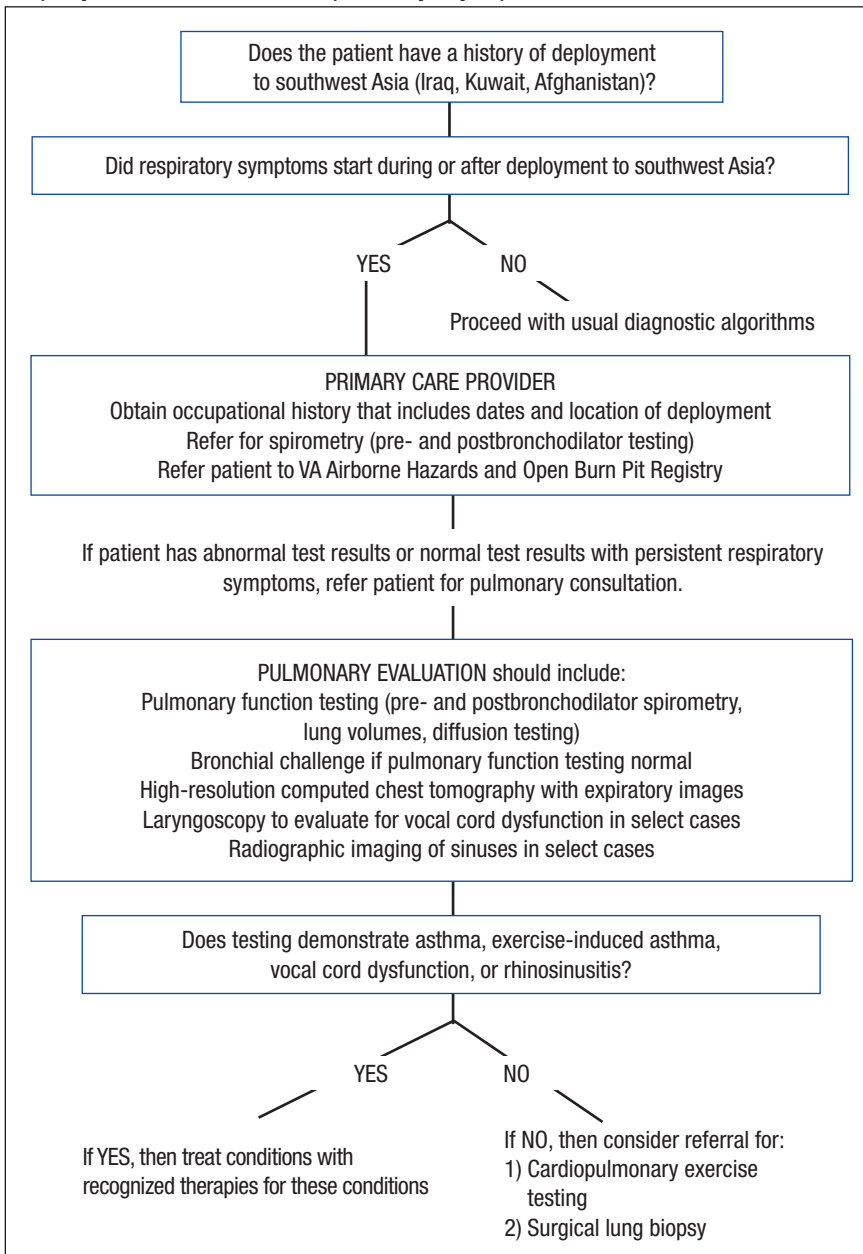 Does the patient have a history of deployment
to southwest Asia (Iraq, Kuwait, Afghanistan)?
Did respiratory symptoms start during or after deployment to southwest Asia?
YES
NO
Proceed with usual diagnostic algorithms
PRIMARY CARE PROVIDER
Obtain occupational history that includes dates and location of deployment
Refer for spirometry (pre- and postbronchodilator testing)
Refer patient to VA Airborne Hazards and Open Burn Pit Registry
If patient has abnormal test results or normal test results with persistent respiratory
symptoms, refer patient for pulmonary consultation.
PULMONARY EVALUATION should include:
Pulmonary function testing (pre- and postbronchodilator spirometry,
lung volumes, diffusion testing)
Bronchial challenge if pulmonary function testing normal
High-resolution computed chest tomography with expiratory images
Laryngoscopy to evaluate for vocal cord dysfunction in select cases
Radiographic imaging of sinuses in select cases
Does testing demonstrate asthma, exercise-induced asthma,
vocal cord dysfunction, or rhinosinusitis?
YES
NO
If YES, then treat conditions with
recognized therapies for these conditions
If NO, then consider referral for:
1) Cardiopulmonary exercise
testing
2) Surgical lung biopsy